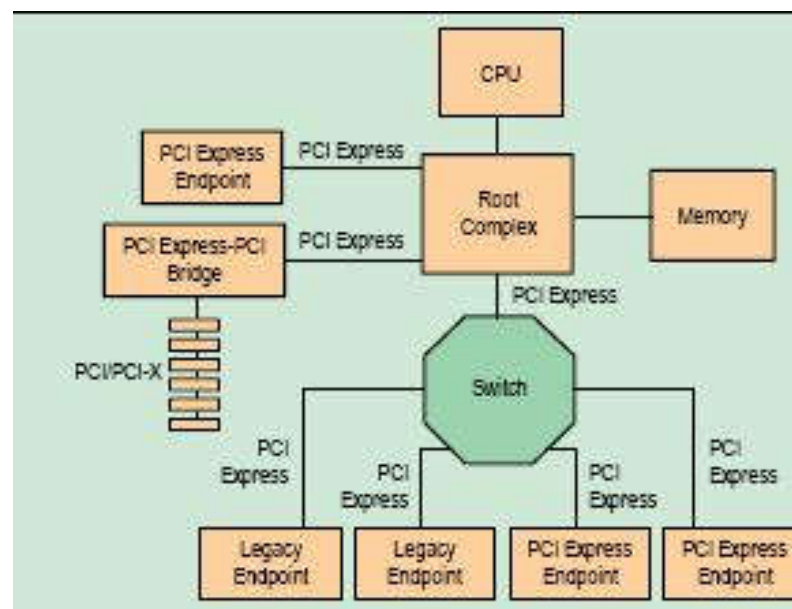 CPU
PCI Express
Endpoint
PCI Express
Root
Complex
Memory
PCI Express-PCI
Bridge
PCI Express
PCI Express
PCI/PCI-X
Switch
PCI
Express
PCI
Express
PCI
Express
PCI
Express
Legacy
Endpoint
Legacy
Endpoint
PCI Express
Endpoint
PCI Express
Endpoint